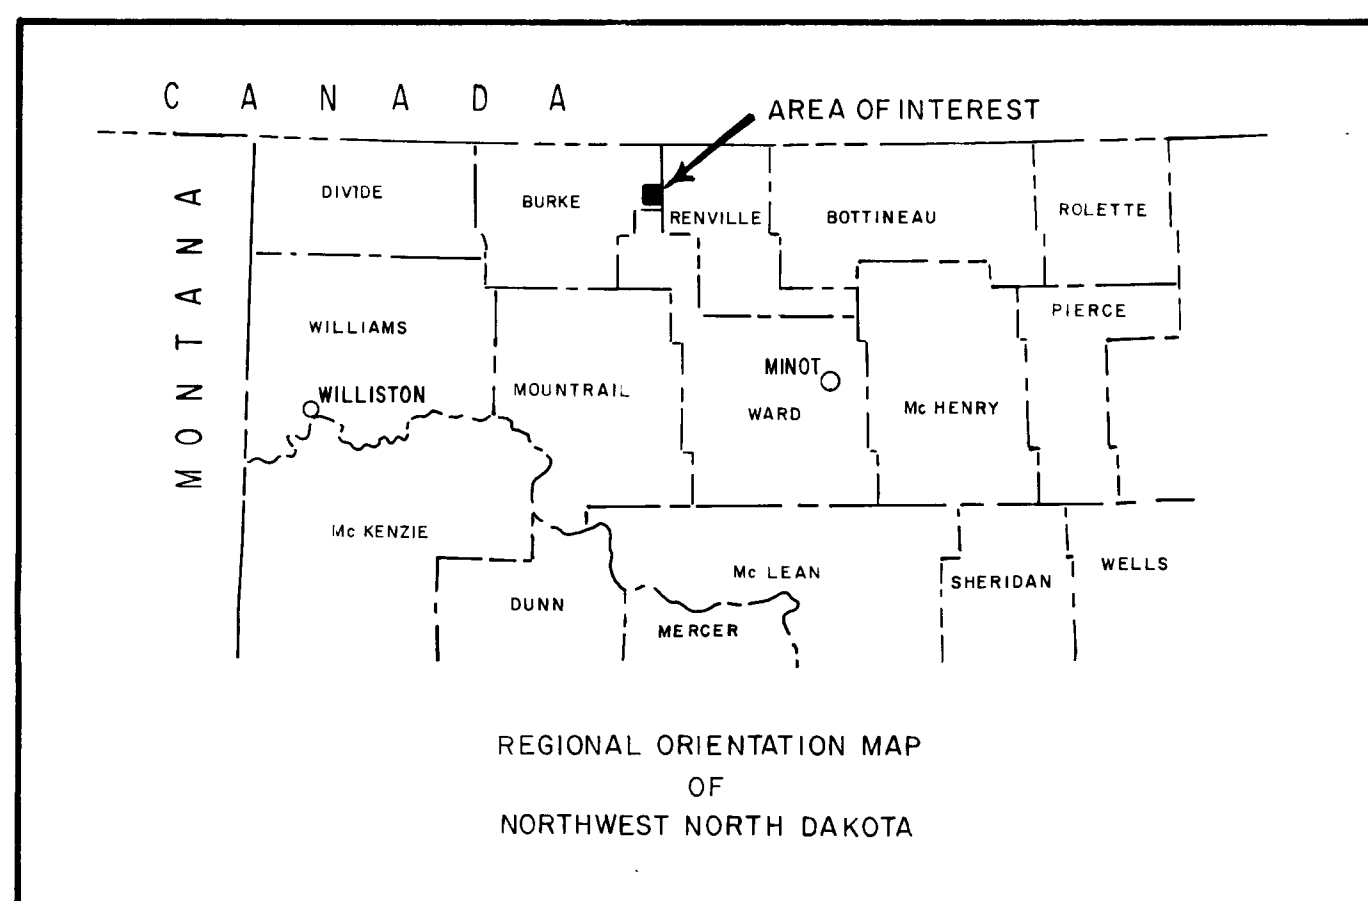 CANADA
AREA OF INTEREST
MONTANA
DIVIDE
BURKE
RENVILLE
BOTTINEAU
ROLETTE
PIERCE
WILLIAMS
MINOT
WILLISTON
MOUNTRAIL
WARD
Mc HENRY
Mc KENZIE
Mc LEAN
WELLS
SHERIDAN
DUNN
MERCER
REGIONAL ORIENTATION MAP
OF
NORTHWEST NORTH DAKOTA